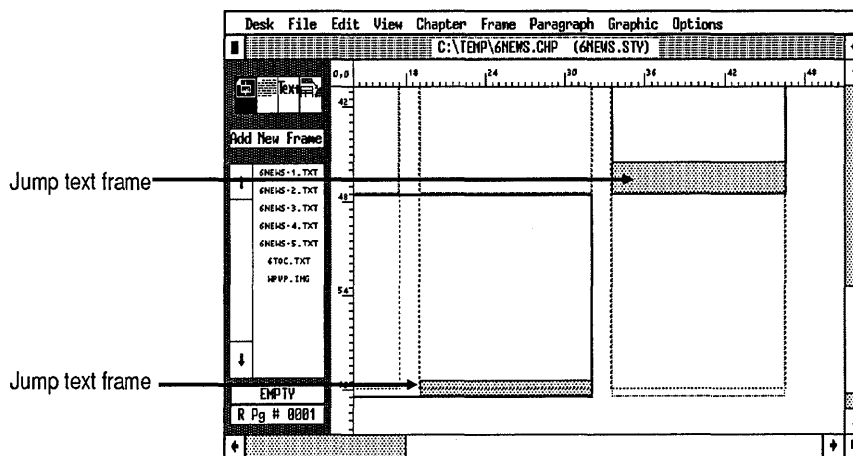 Desk File Edit View Chapter Frame Paragraph Graphic Options
C:\TEMP\6NEWS.CHP (6NEWS.STY)
0,0 18 24 30 36 42 48
Text
42
Add New Frame
6NEWS-1.TXT
Jump text frame
6NEWS-2.TXT
48
6NEWS-3.TXT
6NEWS-4.TXT
6NEWS-5.TXT
6TOC.TXT
WPVP.IMG
54
Jump text frame
EMPTY
R Pg # 0001